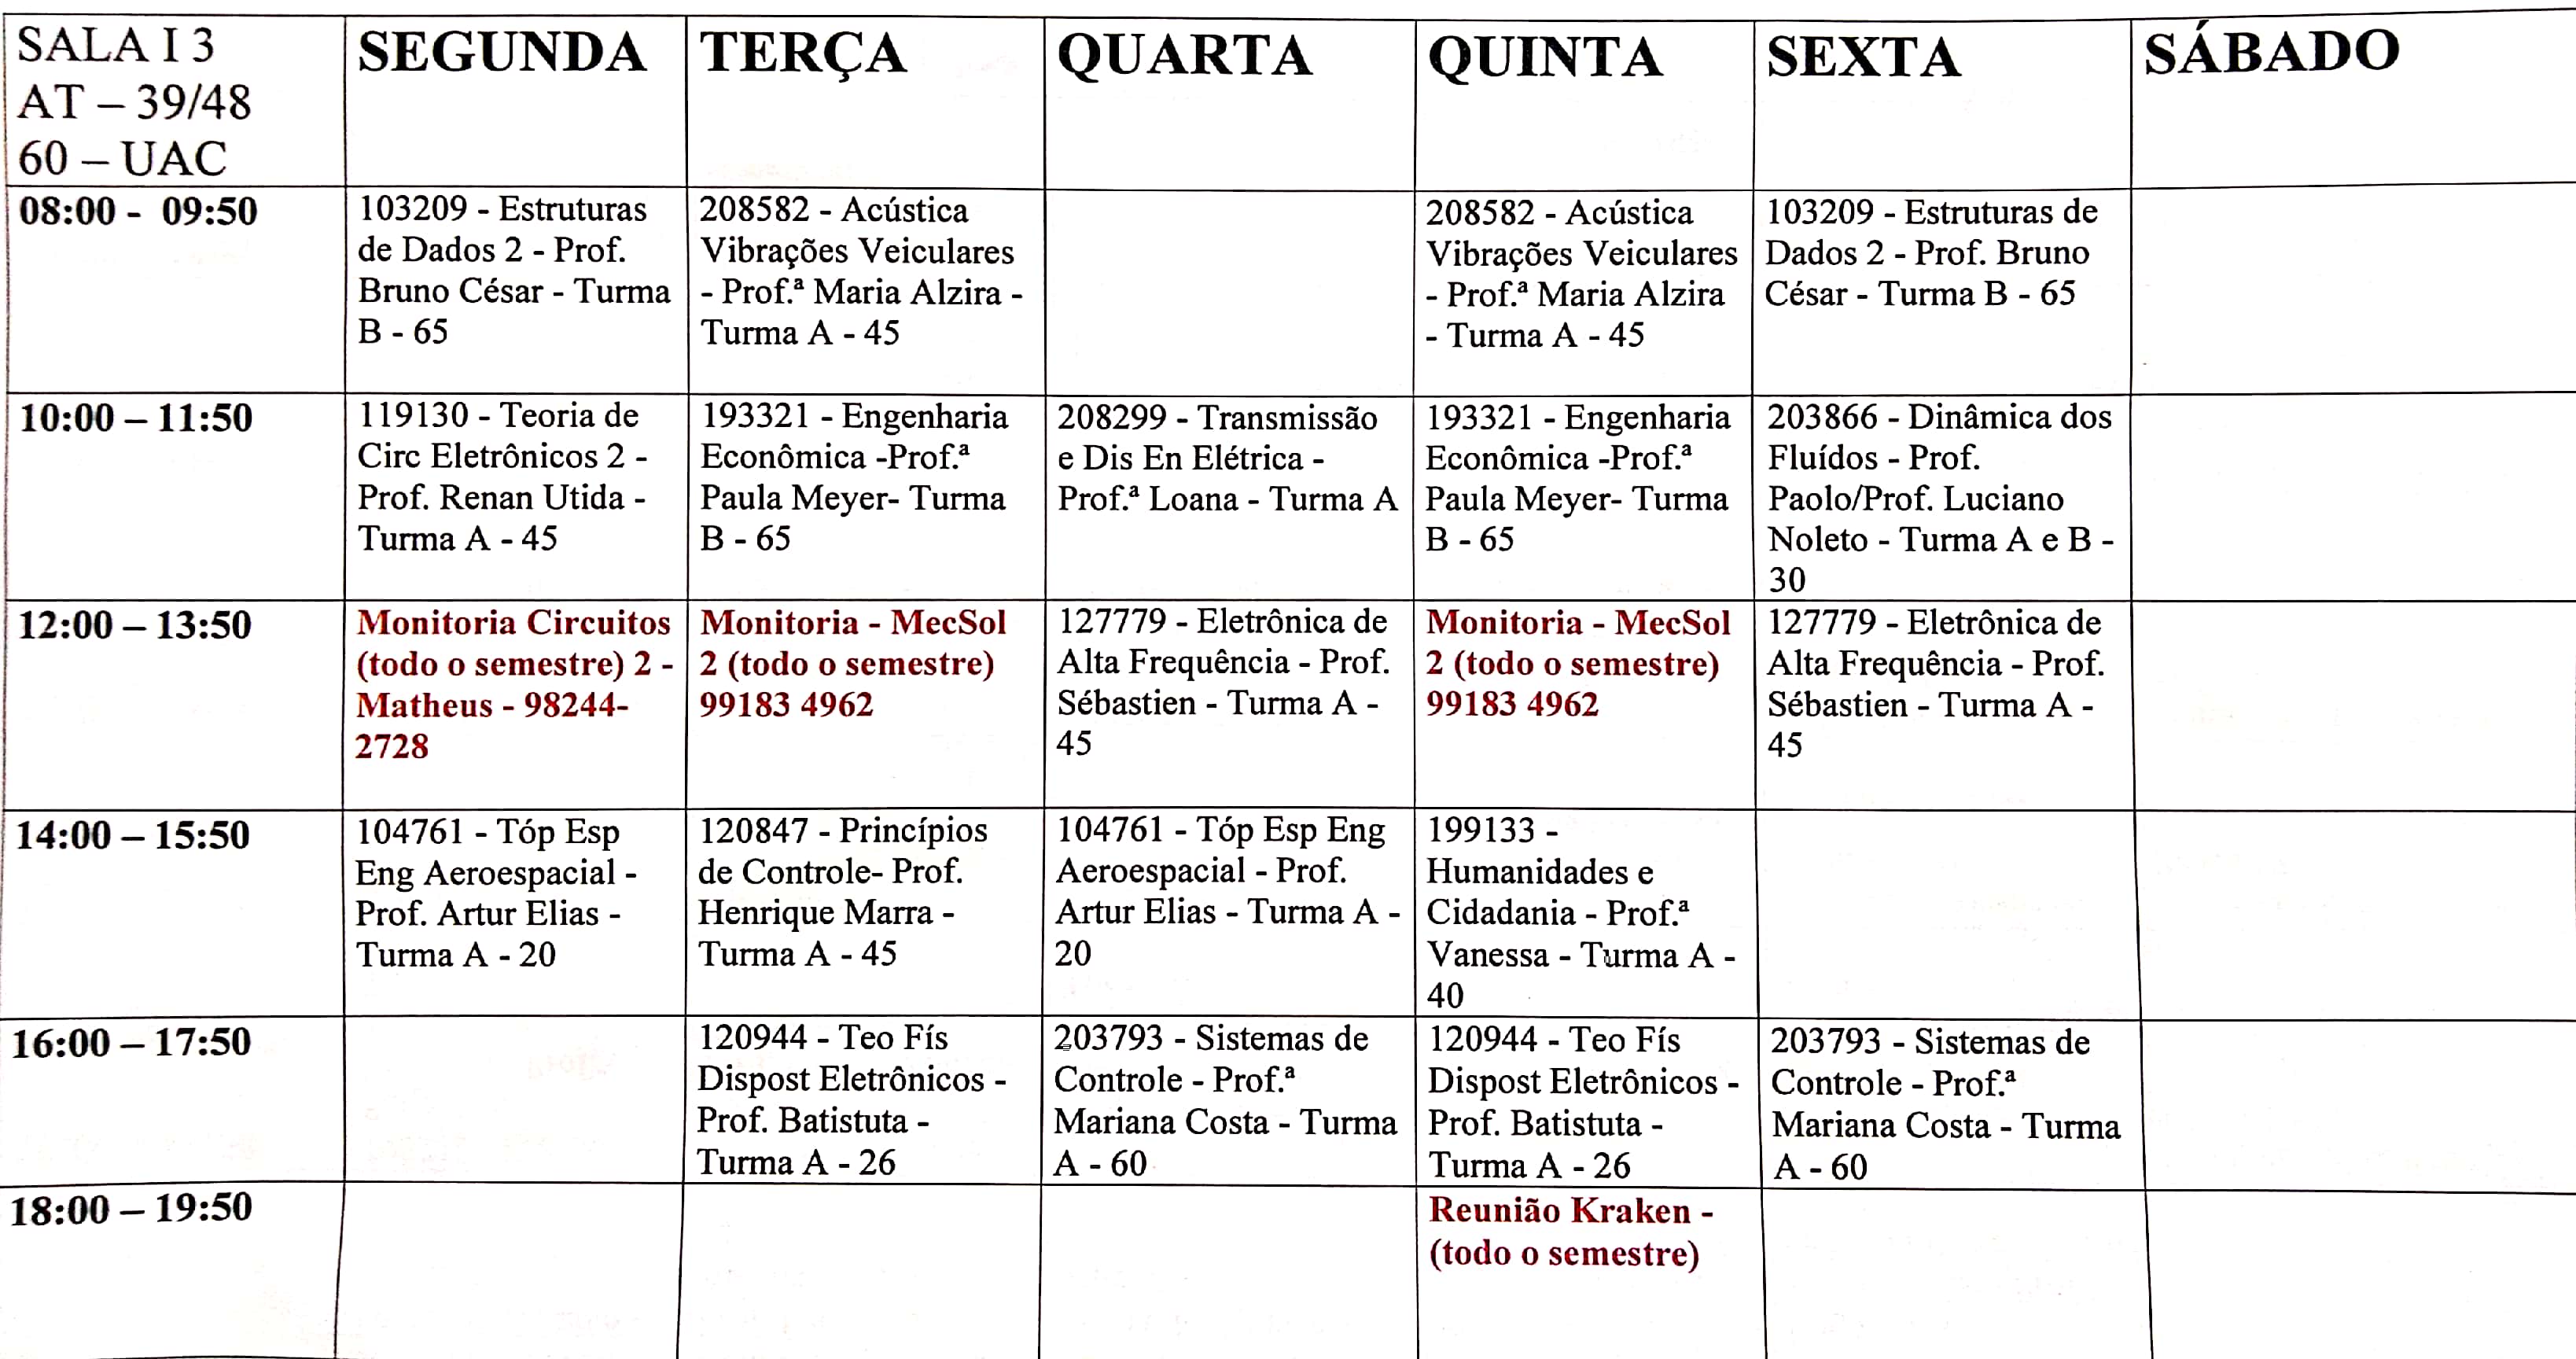 SALA I 3
AT – 39/48
60 – UAC
SEGUNDA
TERÇA
QUARTA
QUINTA
SEXTA
SÁBADO
08:00 - 09:50
103209 - Estruturas
de Dados 2 - Prof.
Bruno César - Turma
B - 65
208582 - Acústica
Vibrações Veiculares
- Prof.ª Maria Alzira -
Turma A - 45
208582 - Acústica
Vibrações Veiculares
- Prof.ª Maria Alzira
- Turma A - 45
103209 - Estruturas de
Dados 2 - Prof. Bruno
César - Turma B - 65
10:00 – 11:50
119130 - Teoria de
Circ Eletrônicos 2 -
Prof. Renan Utida -
Turma A - 45
193321 - Engenharia
Econômica -Prof.ª
Paula Meyer- Turma
B - 65
208299 - Transmissão
e Dis En Elétrica -
Prof.ª Loana - Turma A
193321 - Engenharia
Econômica -Prof.ª
Paula Meyer- Turma
B - 65
203866 - Dinâmica dos
Fluídos - Prof.
Paolo/Prof. Luciano
Noleto - Turma A e B -
30
12:00 – 13:50
Monitoria Circuitos
(todo o semestre) 2 -
Matheus - 98244-
2728
Monitoria - MecSol
2 (todo o semestre)
99183 4962
127779 - Eletrônica de
Alta Frequência - Prof.
Sébastien - Turma A -
45
Monitoria - MecSol
2 (todo o semestre)
99183 4962
127779 - Eletrônica de
Alta Frequência - Prof.
Sébastien - Turma A -
45
14:00 – 15:50
104761 - Tóp Esp
Eng Aeroespacial -
Prof. Artur Elias -
Turma A - 20
120847 - Princípios
de Controle- Prof.
Henrique Marra -
Turma A - 45
104761 - Tóp Esp Eng
Aeroespacial - Prof.
Artur Elias - Turma A -
20
199133 -
Humanidades e
Cidadania - Prof.ª
Vanessa - Turma A -
40
16:00 – 17:50
120944 - Teo Fís
Dispost Eletrônicos -
Prof. Batistuta -
Turma A - 26
203793 - Sistemas de
Controle - Prof.ª
Mariana Costa - Turma
A - 60
120944 - Teo Fís
Dispost Eletrônicos -
Prof. Batistuta -
Turma A - 26
203793 - Sistemas de
Controle - Prof.ª
Mariana Costa - Turma
A - 60
18:00 – 19:50
Reunião Kraken -
(todo o semestre)